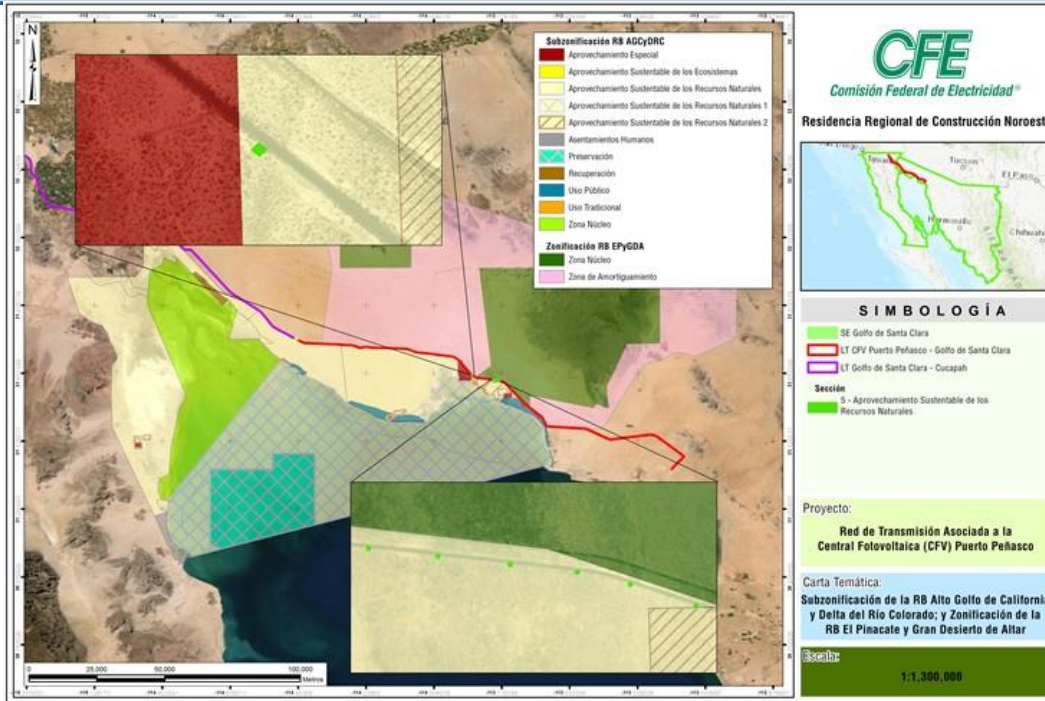 N
Subzonificación RB AGCyDRC
Aprovechamiento Especial
Aprovechamiento Sustentable de los Ecosistemas
Aprovechamiento Sustentable de los Recursos Naturales
Aprovechamiento Sustentable de los Recursos Naturales 1
Aprovechamiento Sustentable de los Recursos Naturales 2
Asentamientos Humanos
Preservación
Recuperación
Uso Público
Uso Tradicional
Zona Núcleo
Zonificación RB EPyGDA
Zona Núcleo
Zona de Amortiguamiento
0 25,000 50,000 100,000
Metros
CFE
Comisión Federal de Electricidad®
Residencia Regional de Construcción Noroest
Tucson
El Paso
Hermosillo
Chihuahua
SIMBOLOGÍA
SE Golfo de Santa Clara
LT CFV Puerto Peñasco - Golfo de Santa Clara
LT Golfo de Santa Clara - Cucapah
Sección
5 - Aprovechamiento Sustentable de los
Recursos Naturales
Proyecto:
Red de Transmisión Asociada a la
Central Fotovoltaica (CFV) Puerto Peñasco
Carta Temática:
Subzonificación de la RB Alto Golfo de California
y Delta del Río Colorado; y Zonificación de la
RB El Pinacate y Gran Desierto de Altar
Escala:
1:1,300,000